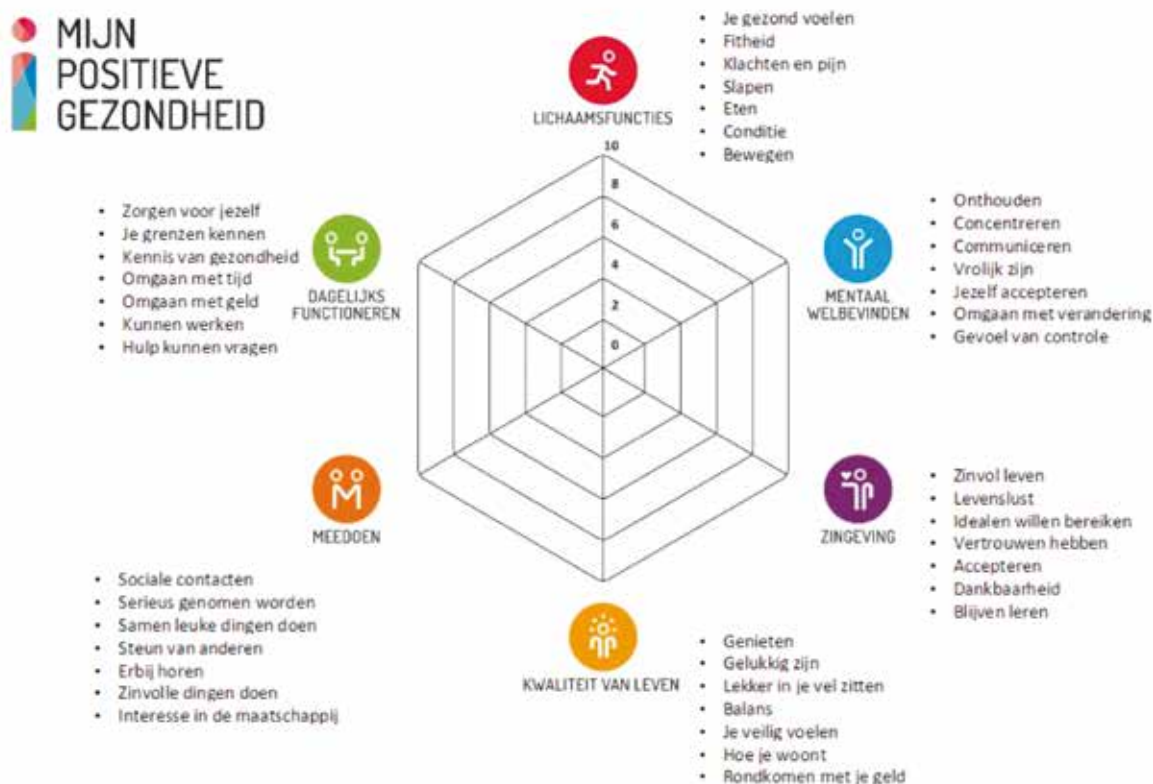 MIJN
POSITIEVE
GEZONDHEID
LICHAAMSFUNCTIES
• Je gezond voelen
• Fitheid
• Klachten en pijn
• Slapen
• Eten
• Conditie
• Bewegen
10
8
6
4
2
0
MENTAAL
WELBEVINDEN
• Onthouden
• Concentreren
• Communiceren
• Vrolijk zijn
• Jezelf accepteren
• Omgaan met verandering
• Gevoel van controle
ZINGEVING
• Zinvol leven
• Levenslust
• Idealen willen bereiken
• Vertrouwen hebben
• Accepteren
• Dankbaarheid
• Blijven leren
KWALITEIT VAN LEVEN
• Genieten
• Gelukkig zijn
• Lekker in je vel zitten
• Balans
• Je veilig voelen
• Hoe je woont
• Rondkomen met je geld
MEEDOEN
• Sociale contacten
• Serieus genomen worden
• Samen leuke dingen doen
• Steun van anderen
• Erbij horen
• Zinvolle dingen doen
• Interesse in de maatschappij
DAGELIJKS
FUNCTIONEREN
• Zorgen voor jezelf
• Je grenzen kennen
• Kennis van gezondheid
• Omgaan met tijd
• Omgaan met geld
• Kunnen werken
• Hulp kunnen vragen